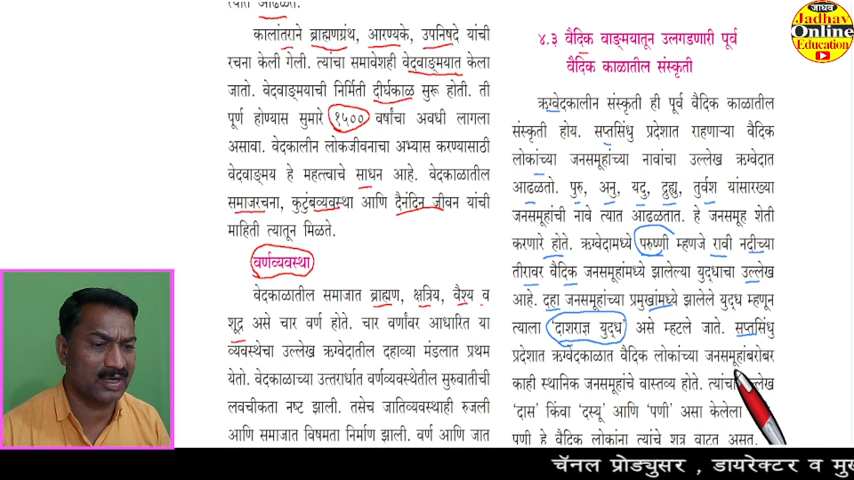 त्यात आढळते.
कालांतराने ब्राह्मणग्रंथ, आरण्यके, उपनिषदे यांची
रचना केली गेली. त्यांचा समावेशही वेदवाङ्मयात केला
जातो. वेदवाङ्मयाची निर्मिती दीर्घकाळ सुरू होती. ती
पूर्ण होण्यास सुमारे १५०० वर्षांचा अवधी लागला
असावा. वेदकालीन लोकजीवनाचा अभ्यास करण्यासाठी
वेदवाङ्मय हे महत्त्वाचे साधन आहे. वेदकाळातील
समाजरचना, कुटुंबव्यवस्था आणि दैनंदिन जीवन यांची
माहिती त्यातून मिळते.
वर्णव्यवस्था
वेदकाळातील समाजात ब्राह्मण, क्षत्रिय, वैश्य व
शूद्र असे चार वर्ण होते. चार वर्णांवर आधारित या
व्यवस्थेचा उल्लेख ऋग्वेदातील दहाव्या मंडलात प्रथम
येतो. वेदकाळाच्या उत्तरार्धात वर्णव्यवस्थेतील सुरुवातीची
लवचीकता नष्ट झाली. तसेच जातिव्यवस्थाही रुजली
आणि समाजात विषमता निर्माण झाली. वर्ण आणि जात
४.३ वैदिक वाङ्मयातून उलगडणारी पूर्व
वैदिक काळातील संस्कृती
ऋग्वेदकालीन संस्कृती ही पूर्व वैदिक काळातील
संस्कृती होय. सप्तसिंधु प्रदेशात राहणाऱ्या वैदिक
लोकांच्या जनसमूहांच्या नावांचा उल्लेख ऋग्वेदात
आढळतो. पुरु, अनु, यदु, द्रुह्यु, तुर्वश यांसारख्या
जनसमूहांची नावे त्यात आढळतात. हे जनसमूह शेती
करणारे होते. ऋग्वेदामध्ये परुष्णी म्हणजे रावी नदीच्या
तीरावर वैदिक जनसमूहांमध्ये झालेल्या युद्धाचा उल्लेख
आहे. दहा जनसमूहांच्या प्रमुखांमध्ये झालेले युद्ध म्हणून
त्याला 'दाशराज्ञ युद्ध' असे म्हटले जाते. सप्तसिंधु
प्रदेशात ऋग्वेदकाळात वैदिक लोकांच्या जनसमूहांबरोबर
काही स्थानिक जनसमूहांचे वास्तव्य होते. त्यांचा
'दास' किंवा 'दस्यू' आणि 'पणी' असा केलेला
पणी हे वैदिक लोकांना त्यांचे शत्रू वाटत असत.
जाधव
Jadhav
Online
Education
चॅनल प्रोड्युसर , डायरेक्टर व मु